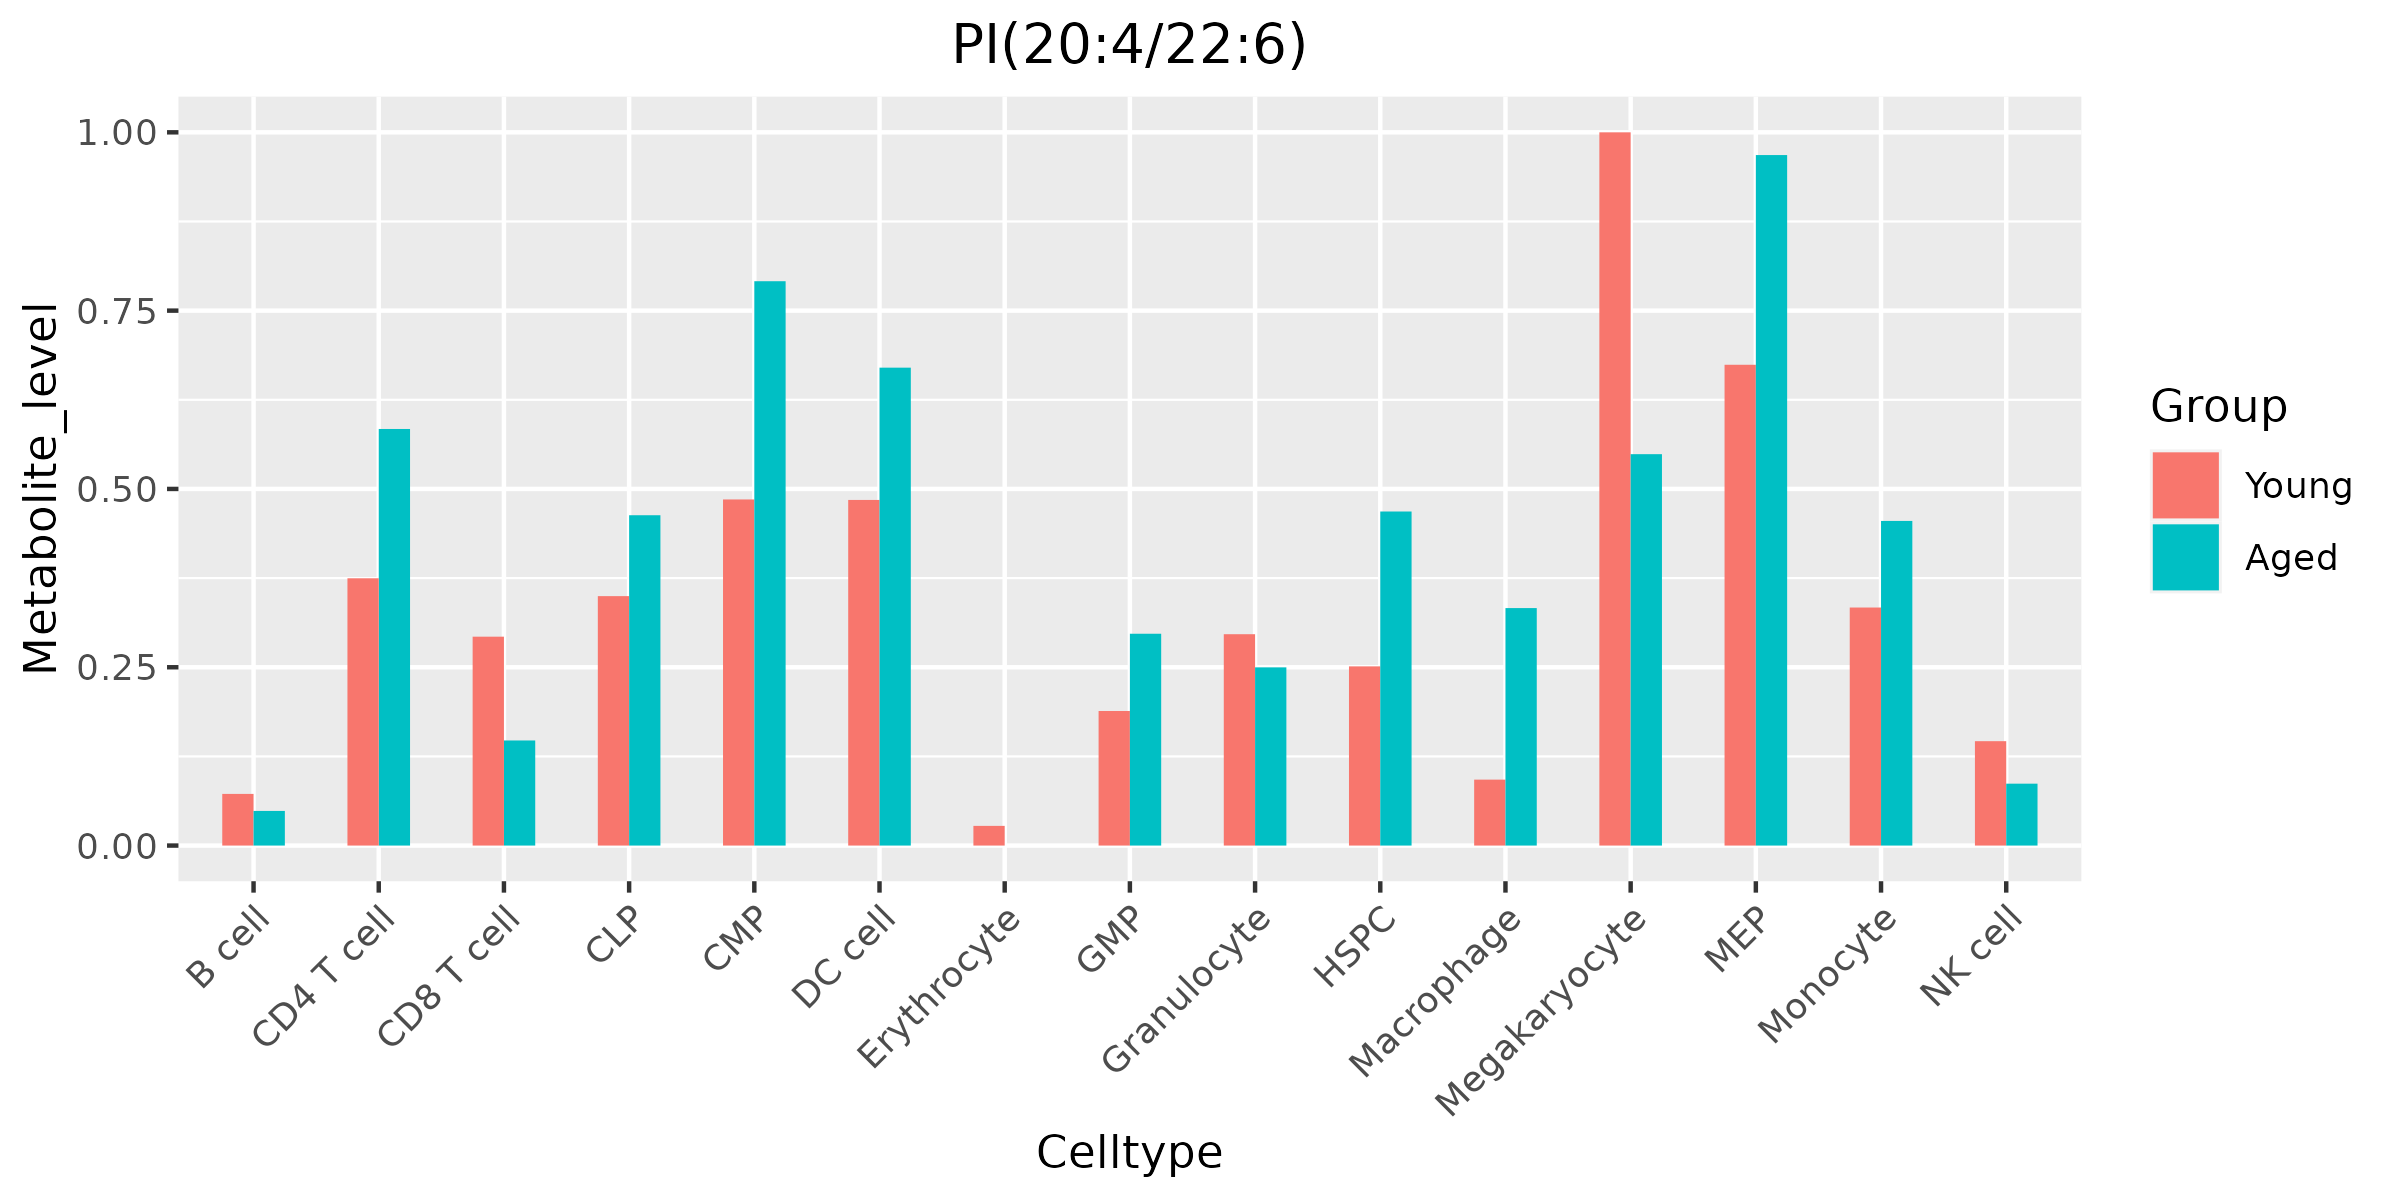 PI(20:4/22:6)
Metabolite_level
1.00
0.75
0.50
0.25
0.00
B cell
CD4 T cell
CD8 T cell
CLP
CMP
DC cell
Erythrocyte
GMP
Granulocyte
HSPC
Macrophage
Megakaryocyte
MEP
Monocyte
NK cell
Celltype
Group
Young
Aged